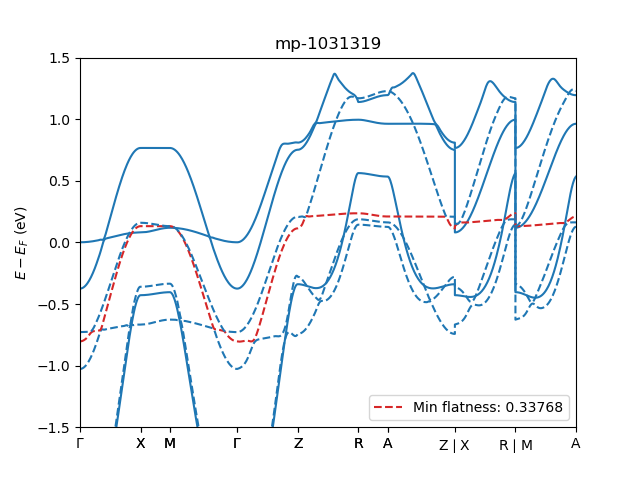 mp-1031319
E − E_F (eV)
1.5
1.0
0.5
0.0
−0.5
−1.0
−1.5
Min flatness: 0.33768
Γ X M Γ Z R A Z | X R | M A